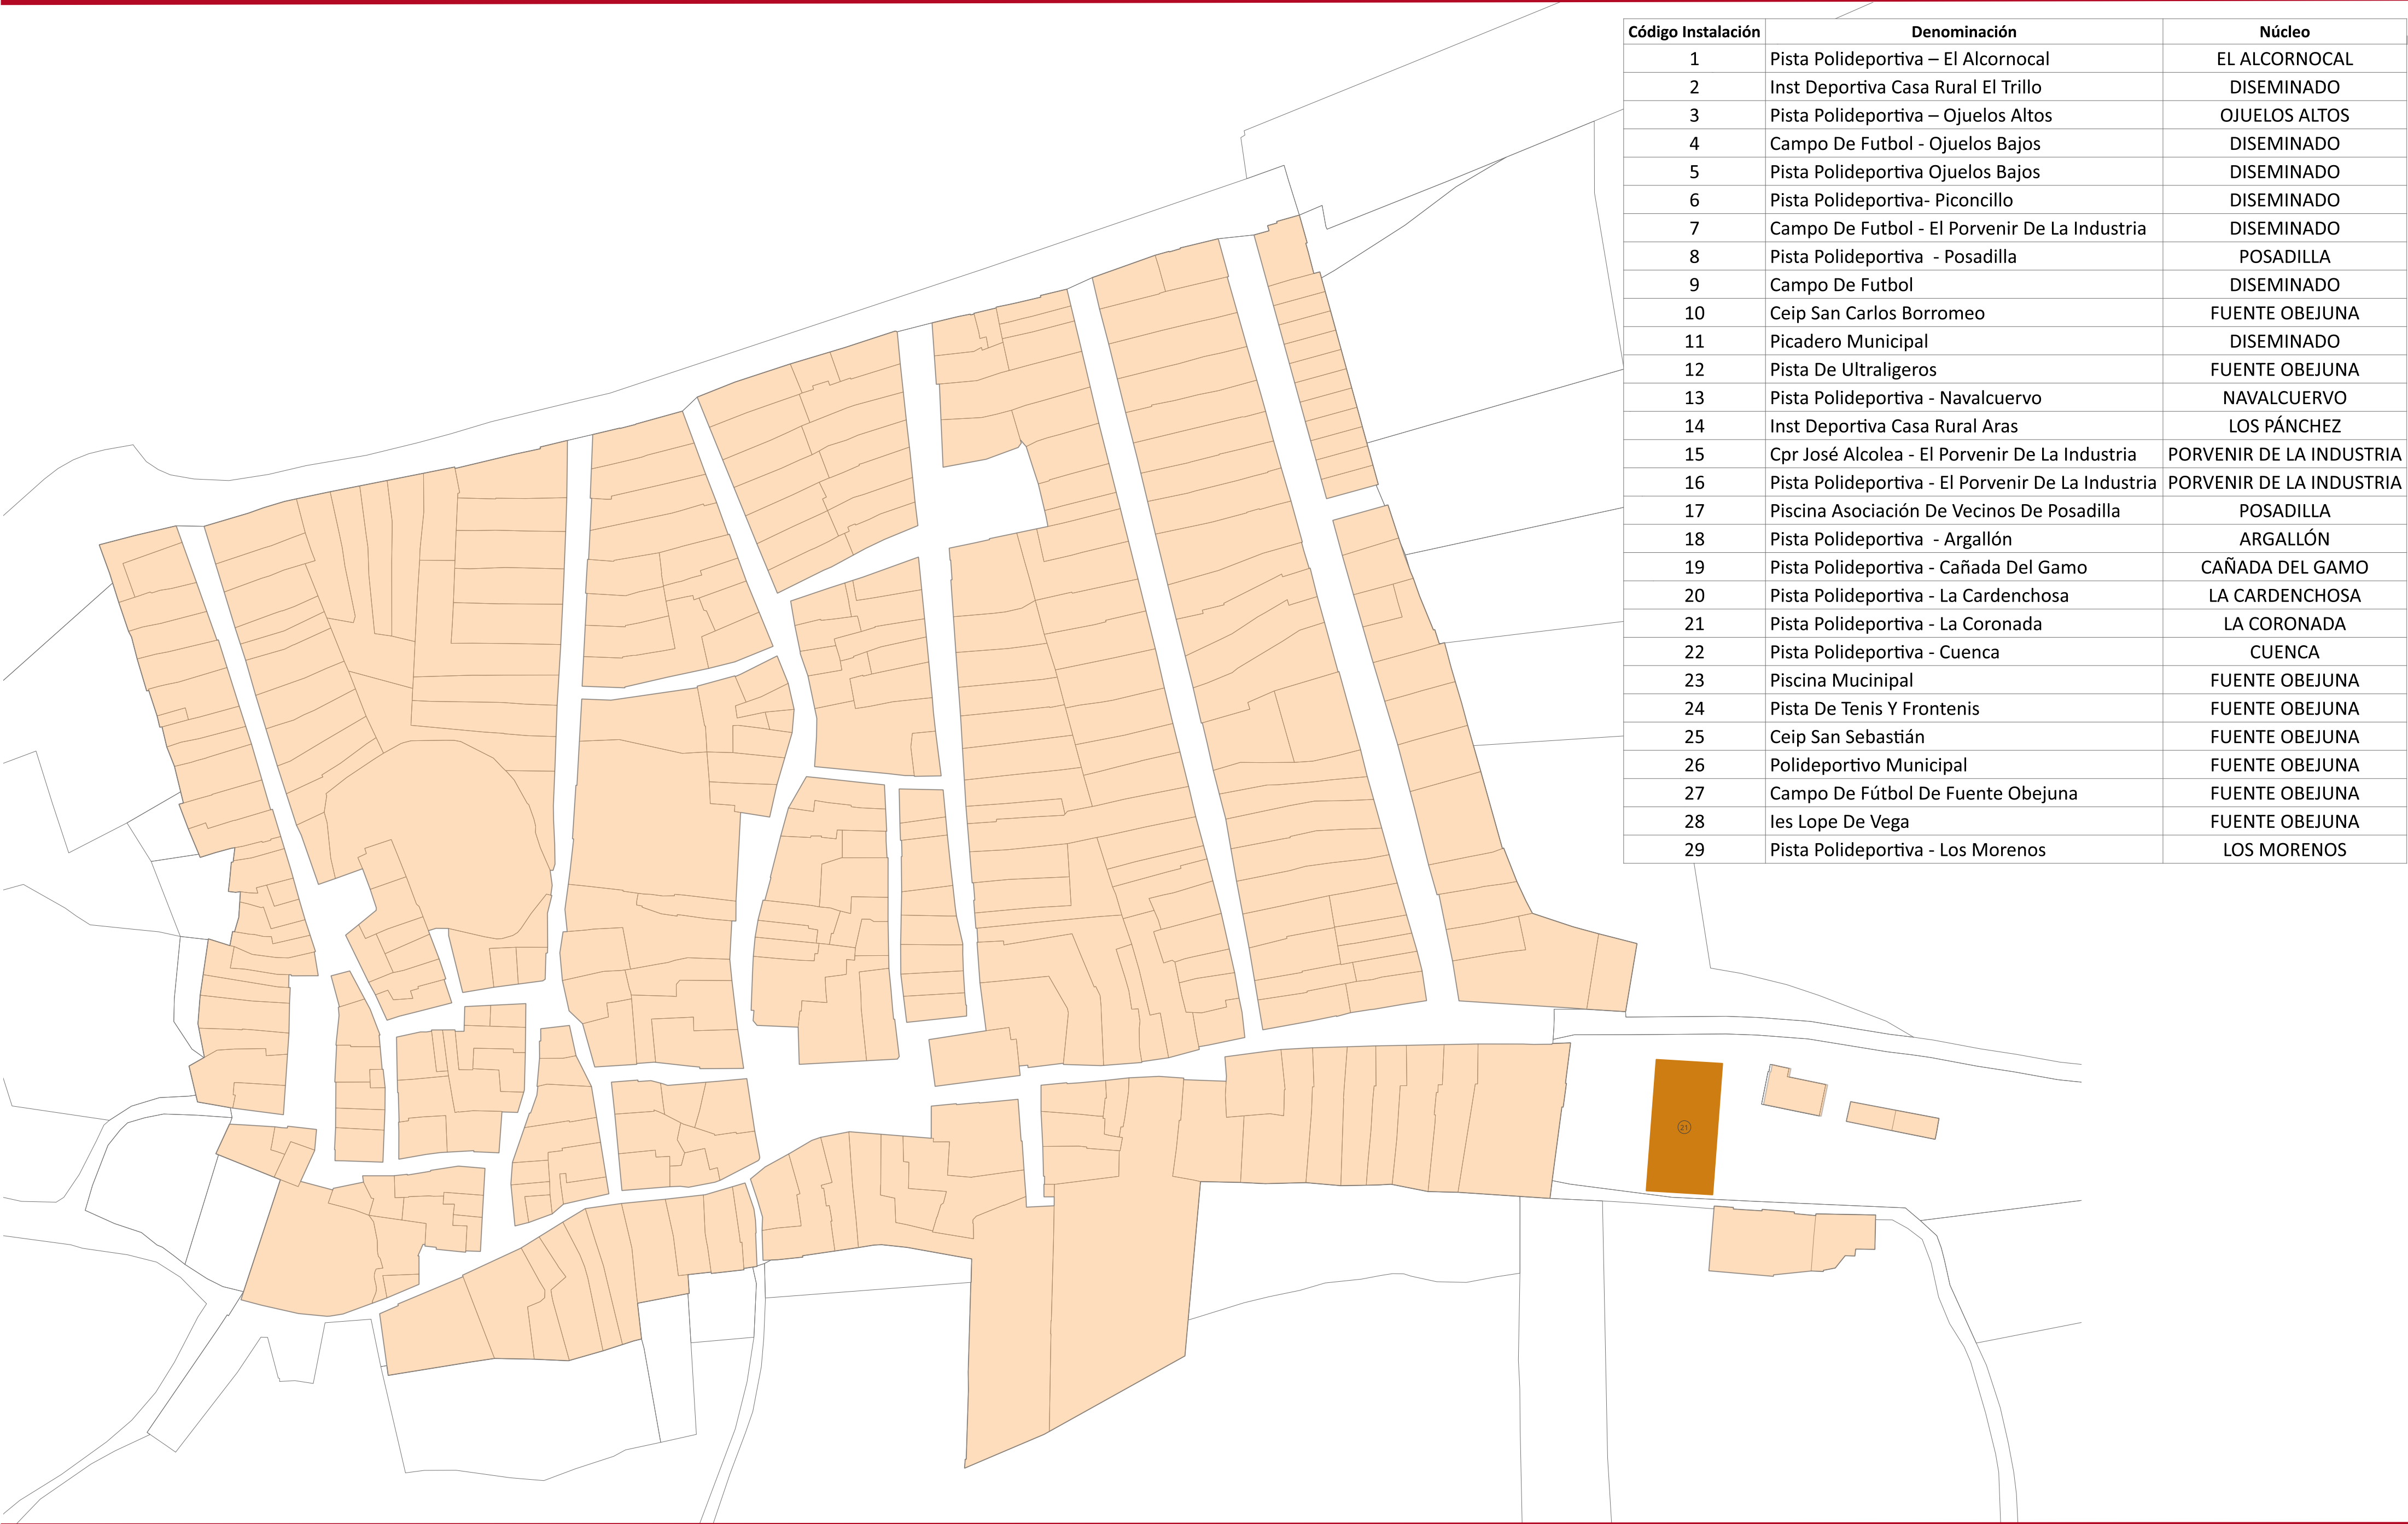 Código Instalación Denominación Núcleo
1 Pista Polideportiva – El Alcornocal EL ALCORNOCAL
2 Inst Deportiva Casa Rural El Trillo DISEMINADO
3 Pista Polideportiva – Ojuelos Altos OJUELOS ALTOS
4 Campo De Futbol - Ojuelos Bajos DISEMINADO
5 Pista Polideportiva Ojuelos Bajos DISEMINADO
6 Pista Polideportiva- Piconcillo DISEMINADO
7 Campo De Futbol - El Porvenir De La Industria DISEMINADO
8 Pista Polideportiva  - Posadilla POSADILLA
9 Campo De Futbol DISEMINADO
10 Ceip San Carlos Borromeo FUENTE OBEJUNA
11 Picadero Municipal DISEMINADO
12 Pista De Ultraligeros FUENTE OBEJUNA
13 Pista Polideportiva - Navalcuervo NAVALCUERVO
14 Inst Deportiva Casa Rural Aras LOS PÁNCHEZ
15 Cpr José Alcolea - El Porvenir De La Industria PORVENIR DE LA INDUSTRIA
16 Pista Polideportiva - El Porvenir De La Industria PORVENIR DE LA INDUSTRIA
17 Piscina Asociación De Vecinos De Posadilla POSADILLA
18 Pista Polideportiva  - Argallón ARGALLÓN
19 Pista Polideportiva - Cañada Del Gamo CAÑADA DEL GAMO
20 Pista Polideportiva - La Cardenchosa LA CARDENCHOSA
21 Pista Polideportiva - La Coronada LA CORONADA
22 Pista Polideportiva - Cuenca CUENCA
23 Piscina Mucinipal FUENTE OBEJUNA
24 Pista De Tenis Y Frontenis FUENTE OBEJUNA
25 Ceip San Sebastián FUENTE OBEJUNA
26 Polideportivo Municipal FUENTE OBEJUNA
27 Campo De Fútbol De Fuente Obejuna FUENTE OBEJUNA
28 Ies Lope De Vega FUENTE OBEJUNA
29 Pista Polideportiva - Los Morenos LOS MORENOS
21